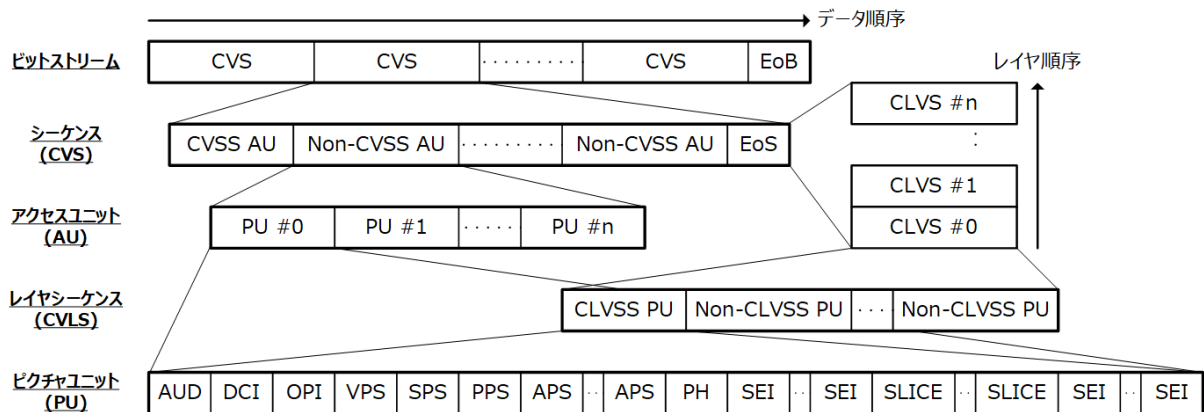 データ順序
ビットストリーム
CVS CVS ········· CVS EoB
レイヤ順序
CLVS #n
:
シーケンス
(CVS)
CVSS AU Non-CVSS AU ········· Non-CVSS AU EoS
CLVS #1
アクセスユニット
(AU)
PU #0 PU #1 ······ PU #n
CLVS #0
レイヤシーケンス
(CVLS)
CLVSS PU Non-CLVSS PU ···· Non-CLVSS PU
ピクチャユニット
(PU)
AUD DCI OPI VPS SPS PPS APS ·· APS PH SEI ·· SEI SLICE ·· SLICE SEI ·· SEI